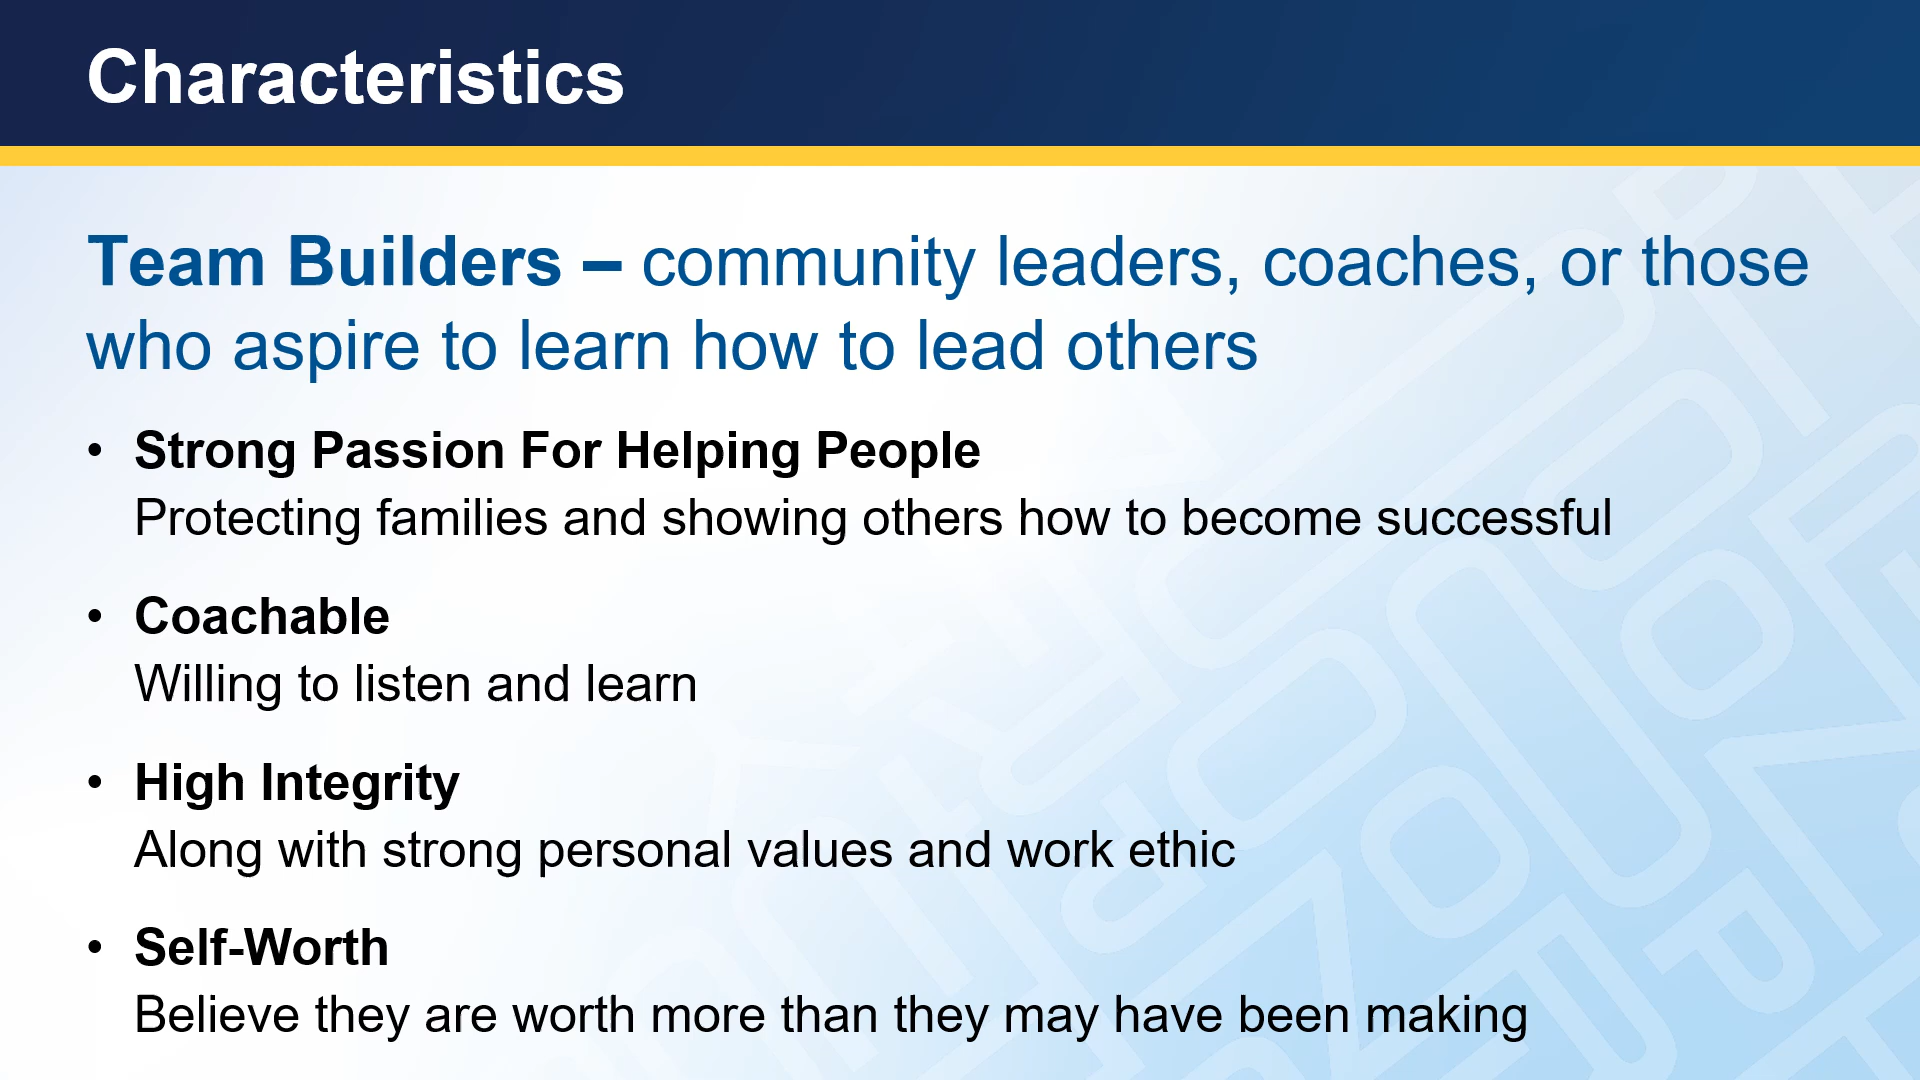 Characteristics
Team Builders – community leaders, coaches, or those
who aspire to learn how to lead others
• Strong Passion For Helping People
Protecting families and showing others how to become successful
• Coachable
Willing to listen and learn
• High Integrity
Along with strong personal values and work ethic
• Self-Worth
Believe they are worth more than they may have been making